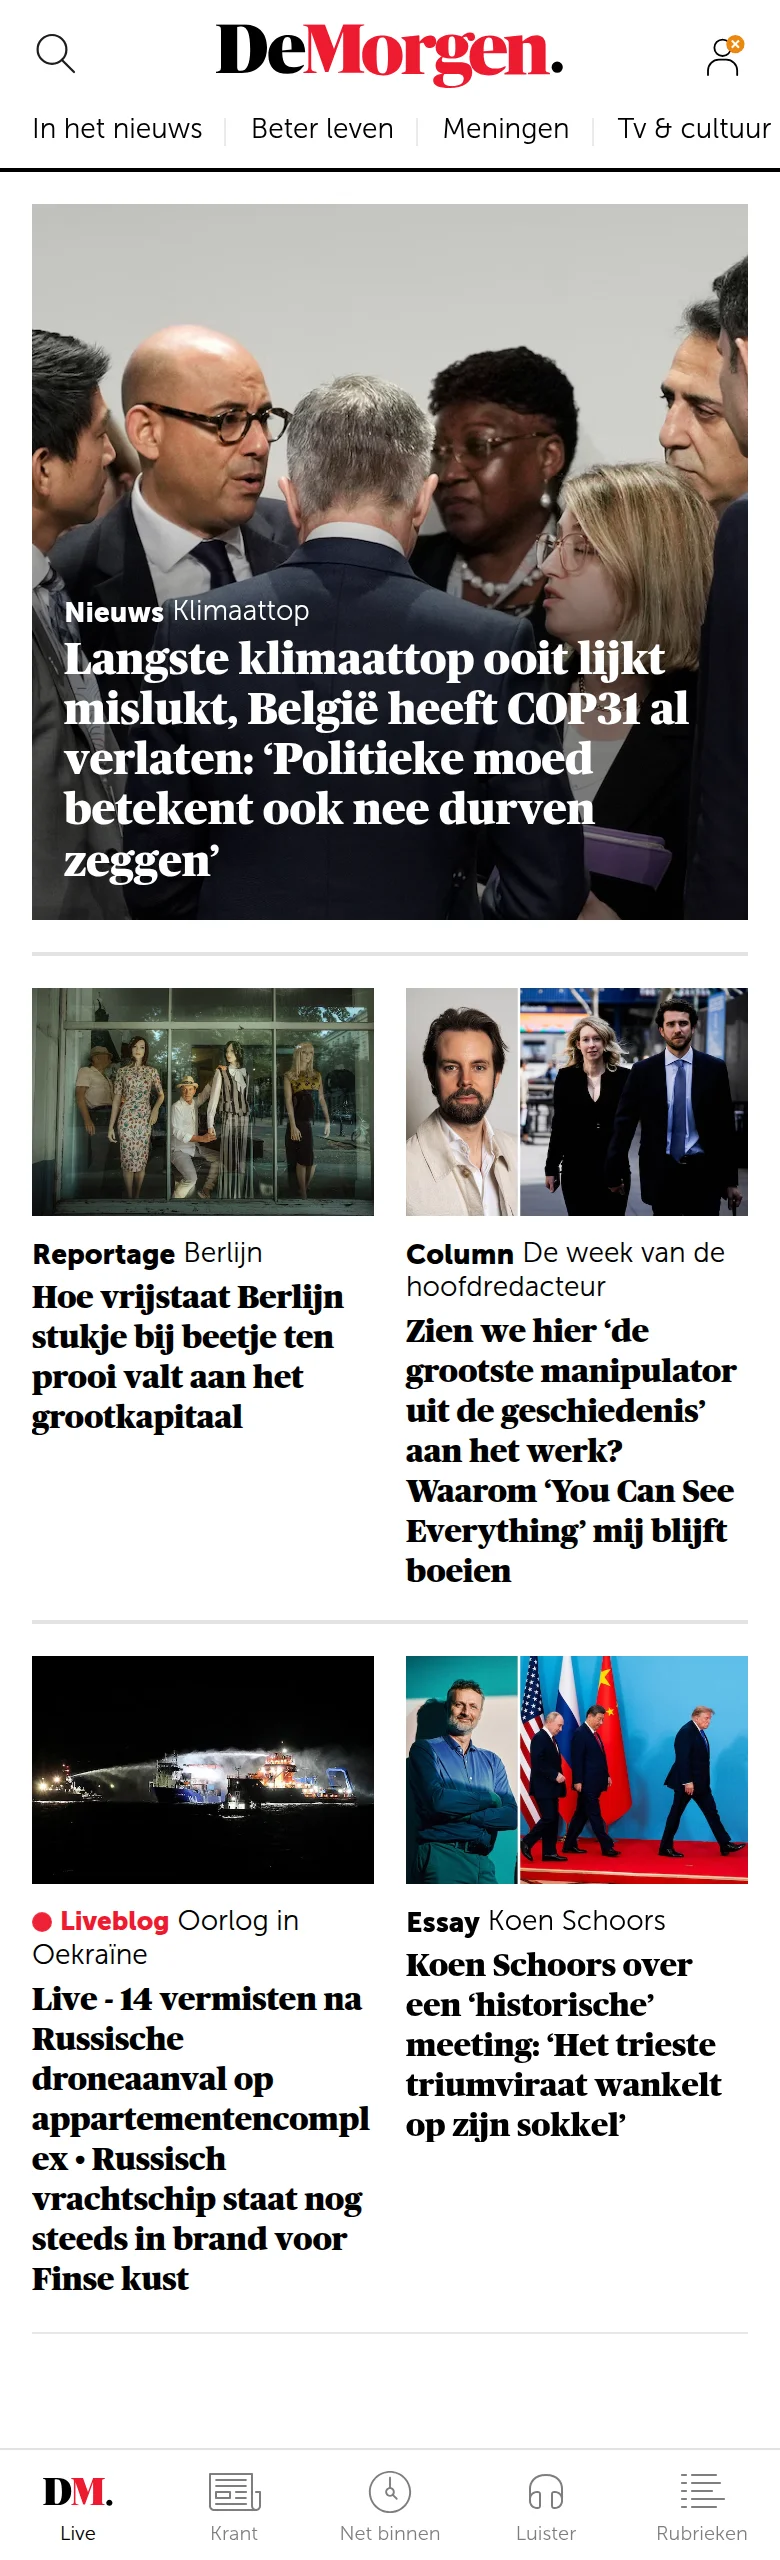 DeMorgen.
In het nieuws
Beter leven
Meningen
Tv & cultuur
Nieuws Klimaattop
Langste klimaattop ooit lijkt
mislukt, België heeft COP31 al
verlaten: ‘Politieke moed
betekent ook nee durven
zeggen’
Reportage Berlijn
Hoe vrijstaat Berlijn
stukje bij beetje ten
prooi valt aan het
grootkapitaal
Column De week van de
hoofdredacteur
Zien we hier ‘de
grootste manipulator
uit de geschiedenis’
aan het werk?
Waarom ‘You Can See
Everything’ mij blijft
boeien
Liveblog Oorlog in
Oekraïne
Live - 14 vermisten na
Russische
droneaanval op
appartementencompl
ex • Russisch
vrachtschip staat nog
steeds in brand voor
Finse kust
Essay Koen Schoors
Koen Schoors over
een ‘historische’
meeting: ‘Het trieste
triumviraat wankelt
op zijn sokkel’
DM.
Live
Krant
Net binnen
Luister
Rubrieken